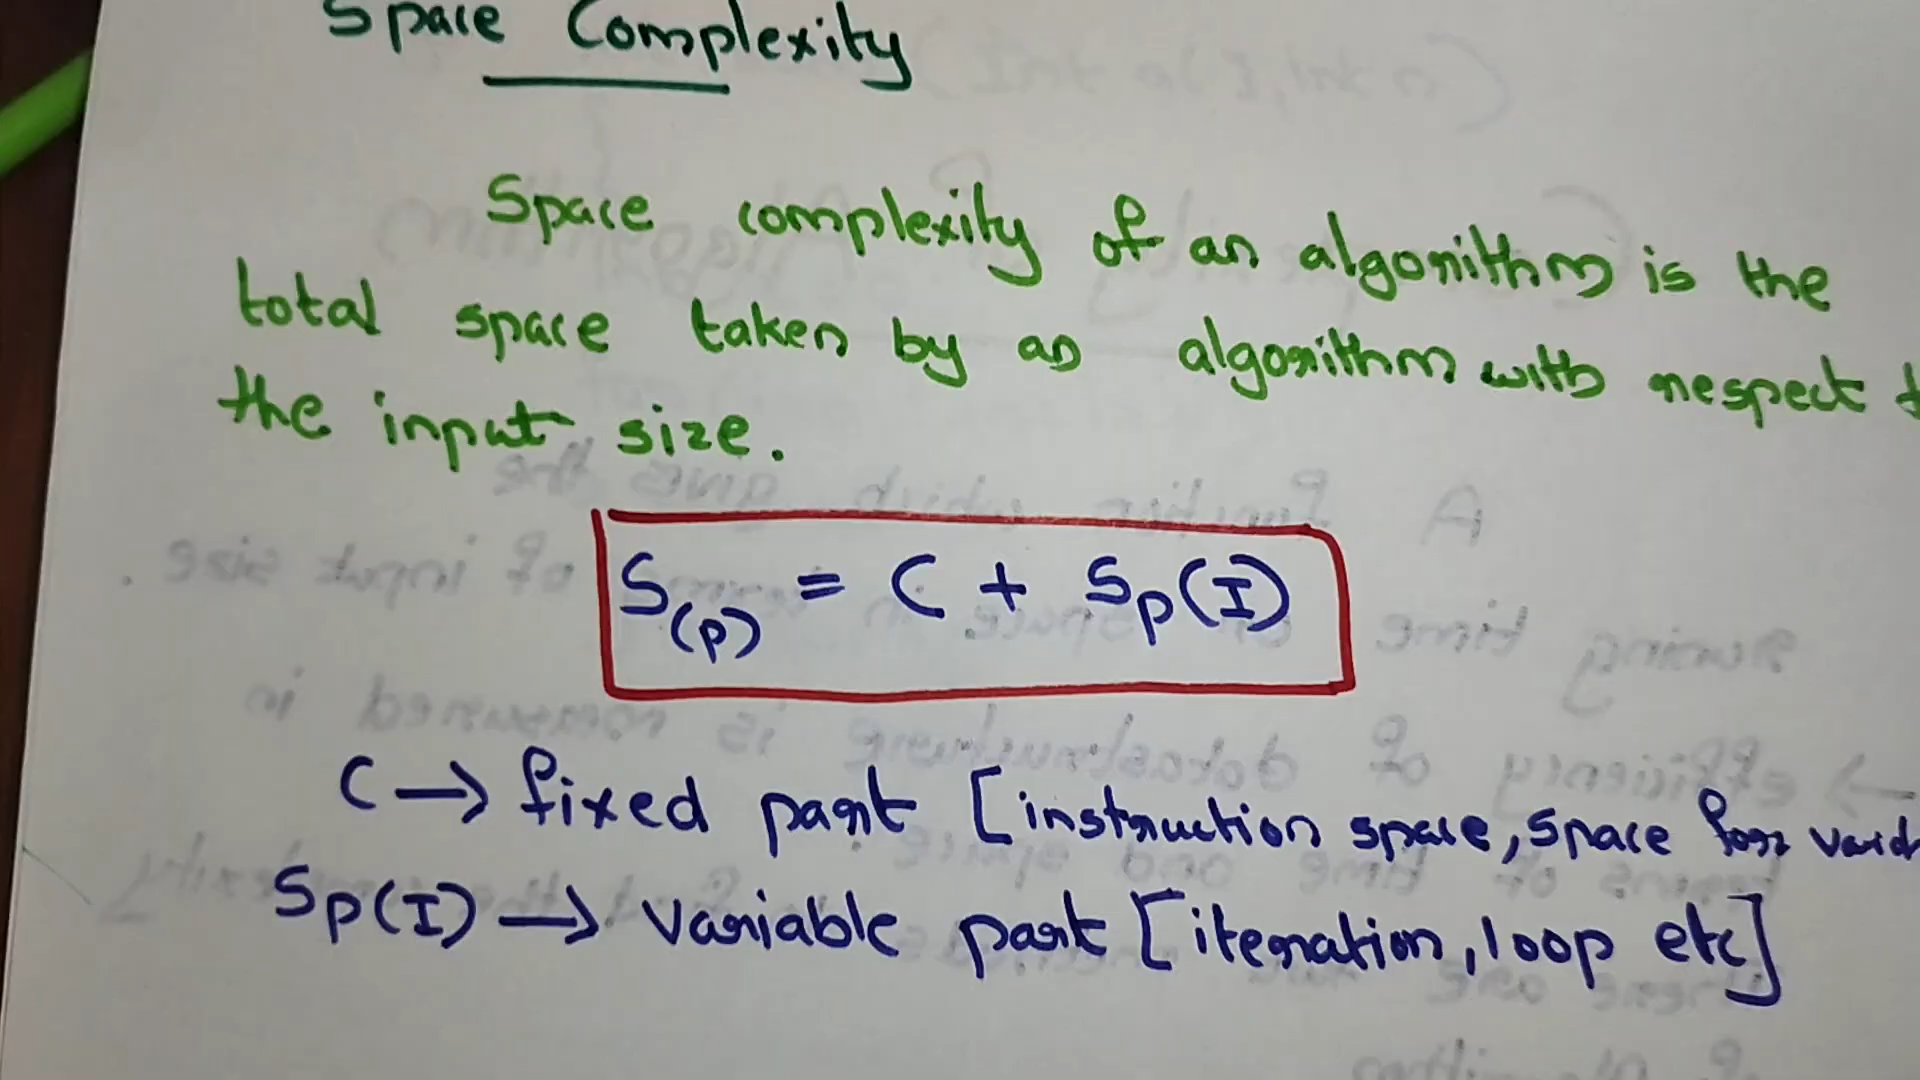 Space Complexity
Space complexity of an algorithm is the
total space taken by an algorithm with respect
the input size.
S(p) = C + Sp(I)
C → fixed part [instruction space, space for
Sp(I) → variable part [iteration, loop etc]